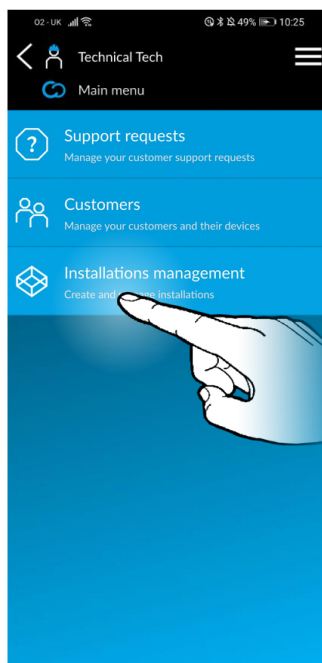 O2-UK 49% 10:25
Technical Tech
Main menu
?
Support requests
Manage your customer support requests
Customers
Manage your customers and their devices
Installations management
Create and manage installations